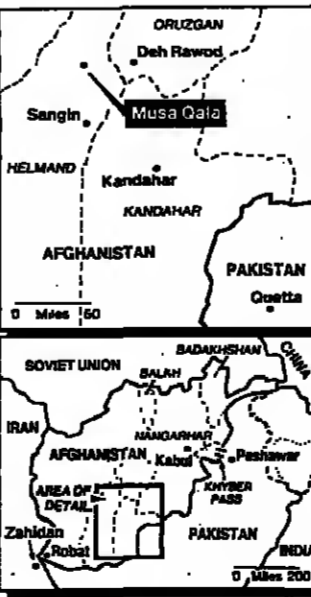 ORUZGAN
Deh Rawod
Musa Qala
Sangin
HELMAND
Kandahar
KANDAHAR
AFGHANISTAN
PAKISTAN
Quetta
0 Miles 50
BADAKHSHAN
CHINA
SOVIET UNION
BALKH
IRAN
NANGARHAR
AFGHANISTAN
Kabul
Peshawar
AREA OF
DETAIL
KHYBER
PASS
Zahidan
Robat
PAKISTAN
INDIA
0 Miles 200